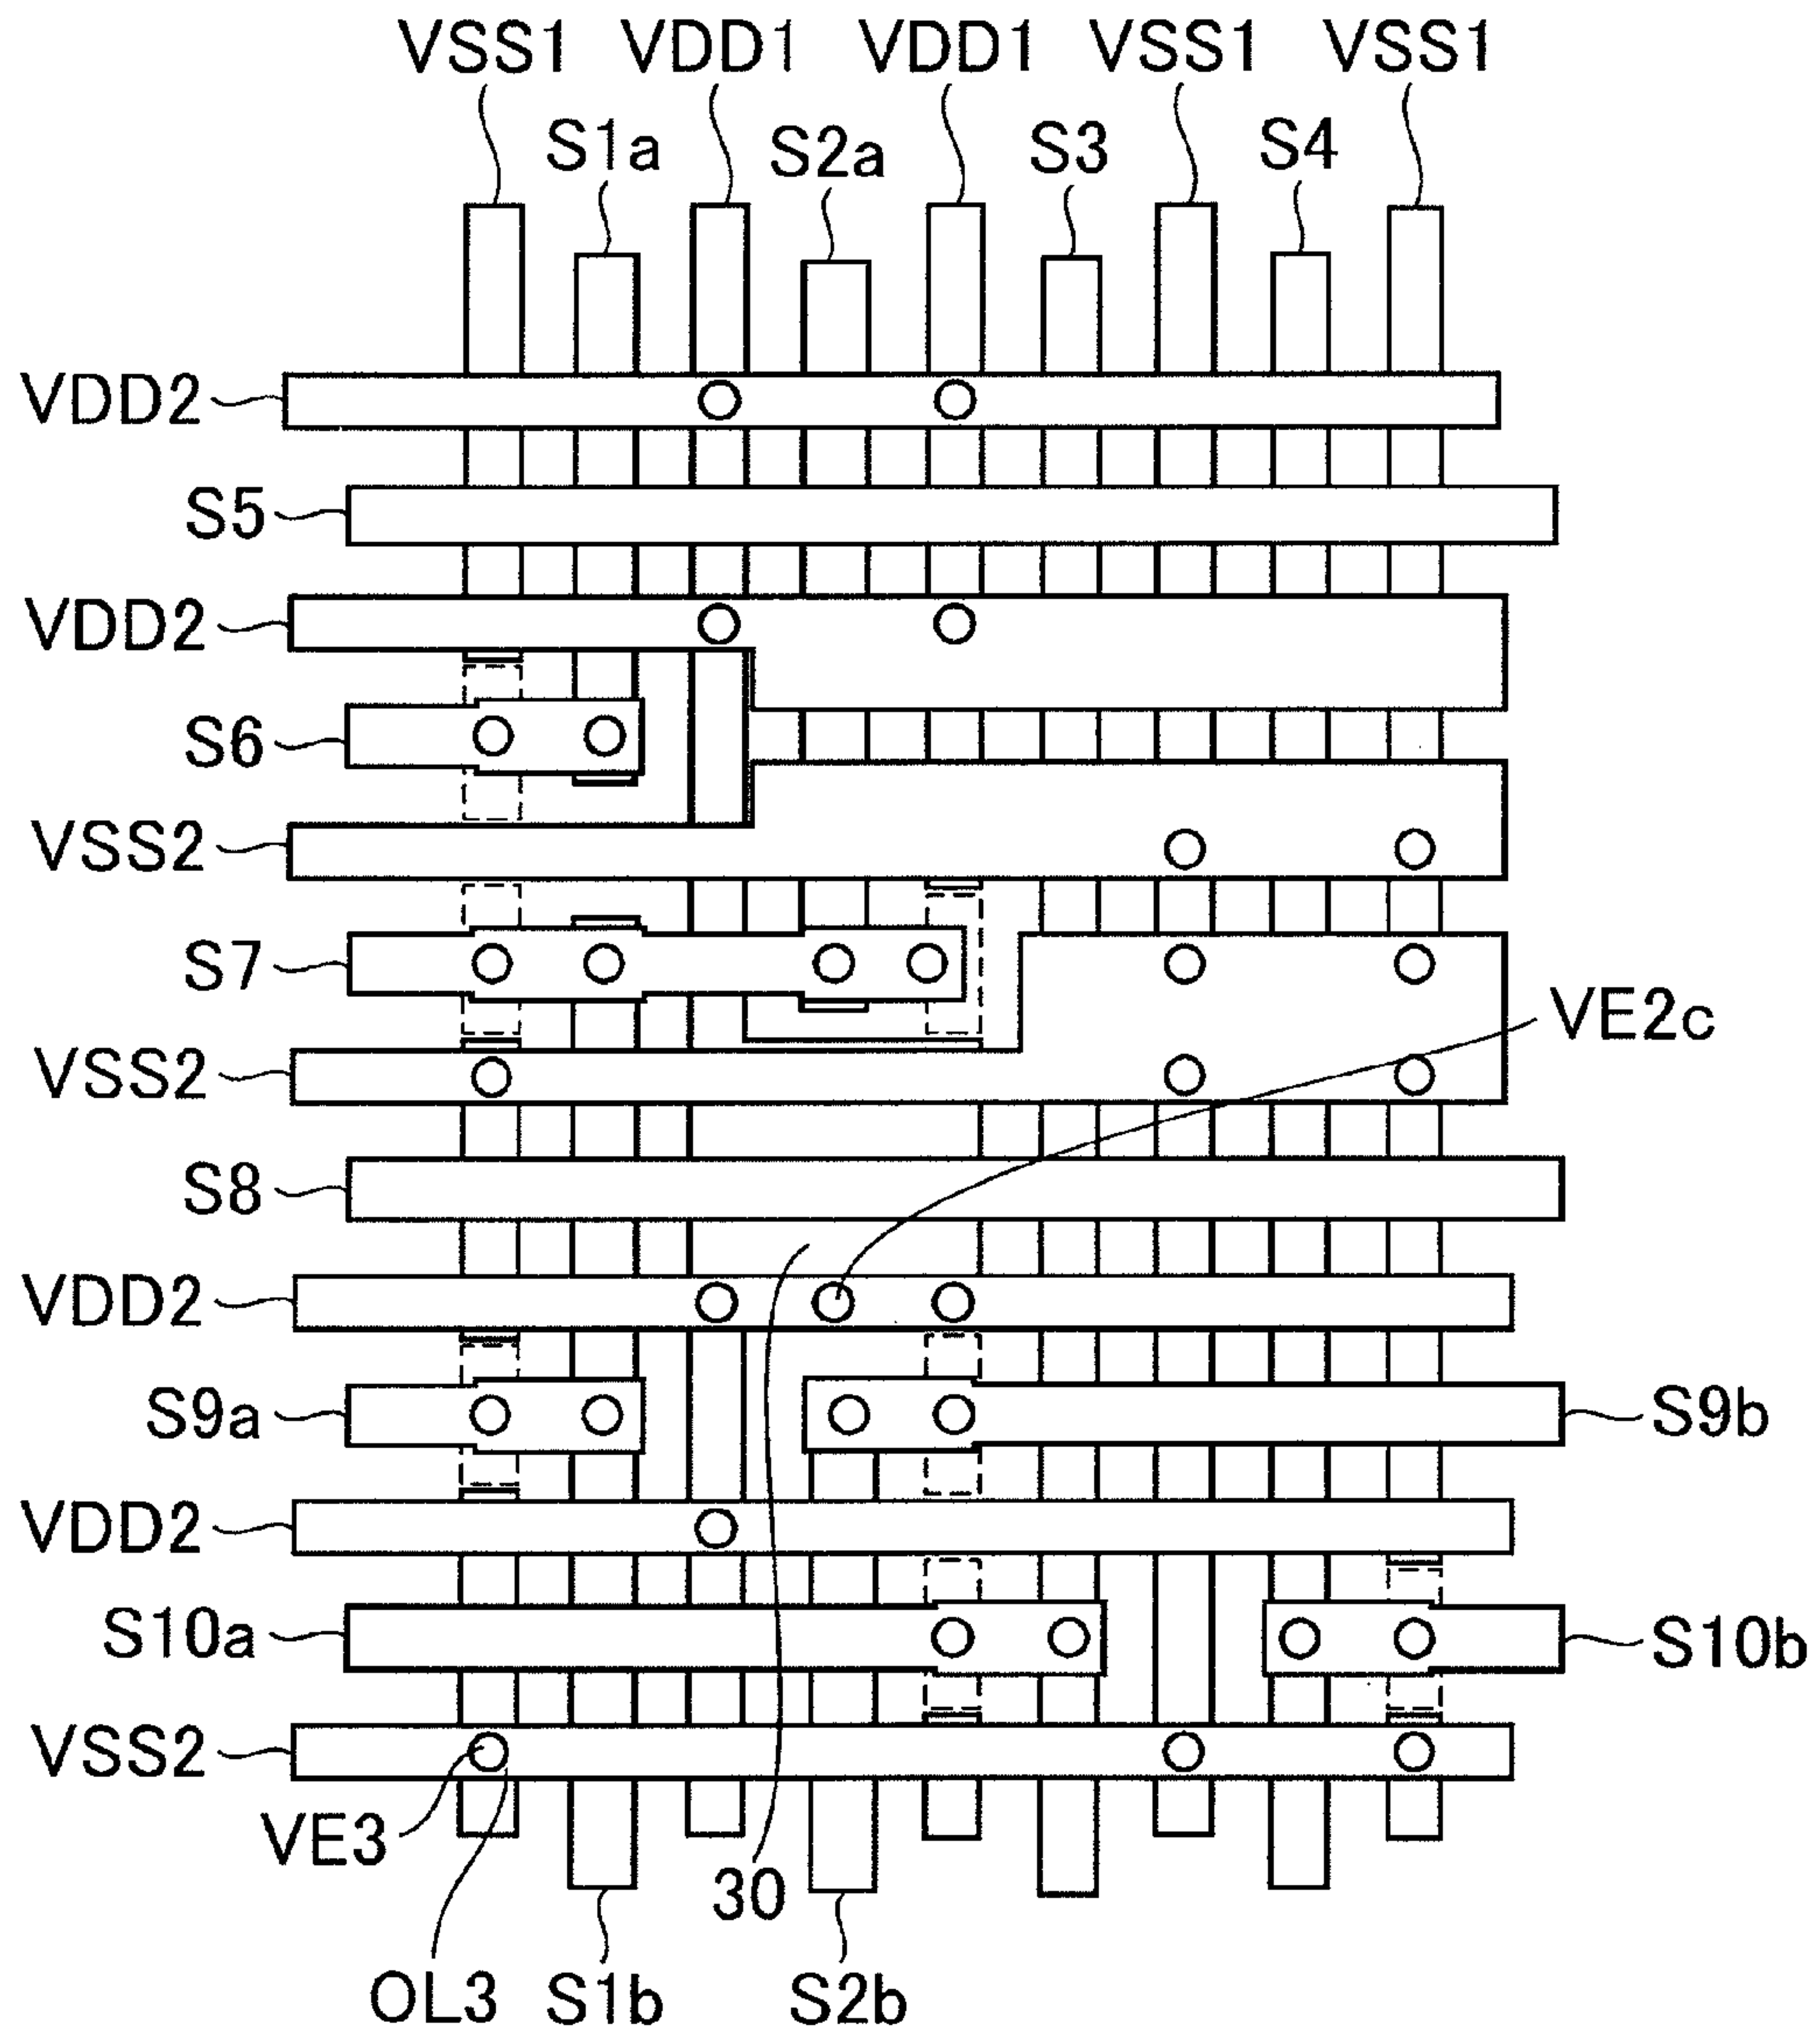 VSS1 VDD1 VDD1 VSS1 VSS1
S1a S2a S3 S4
VDD2
S5
VDD2
S6
VSS2
S7
VE2c
VSS2
S8
VDD2
S9a S9b
VDD2
S10a S10b
VSS2
VE3
30
OL3 S1b S2b